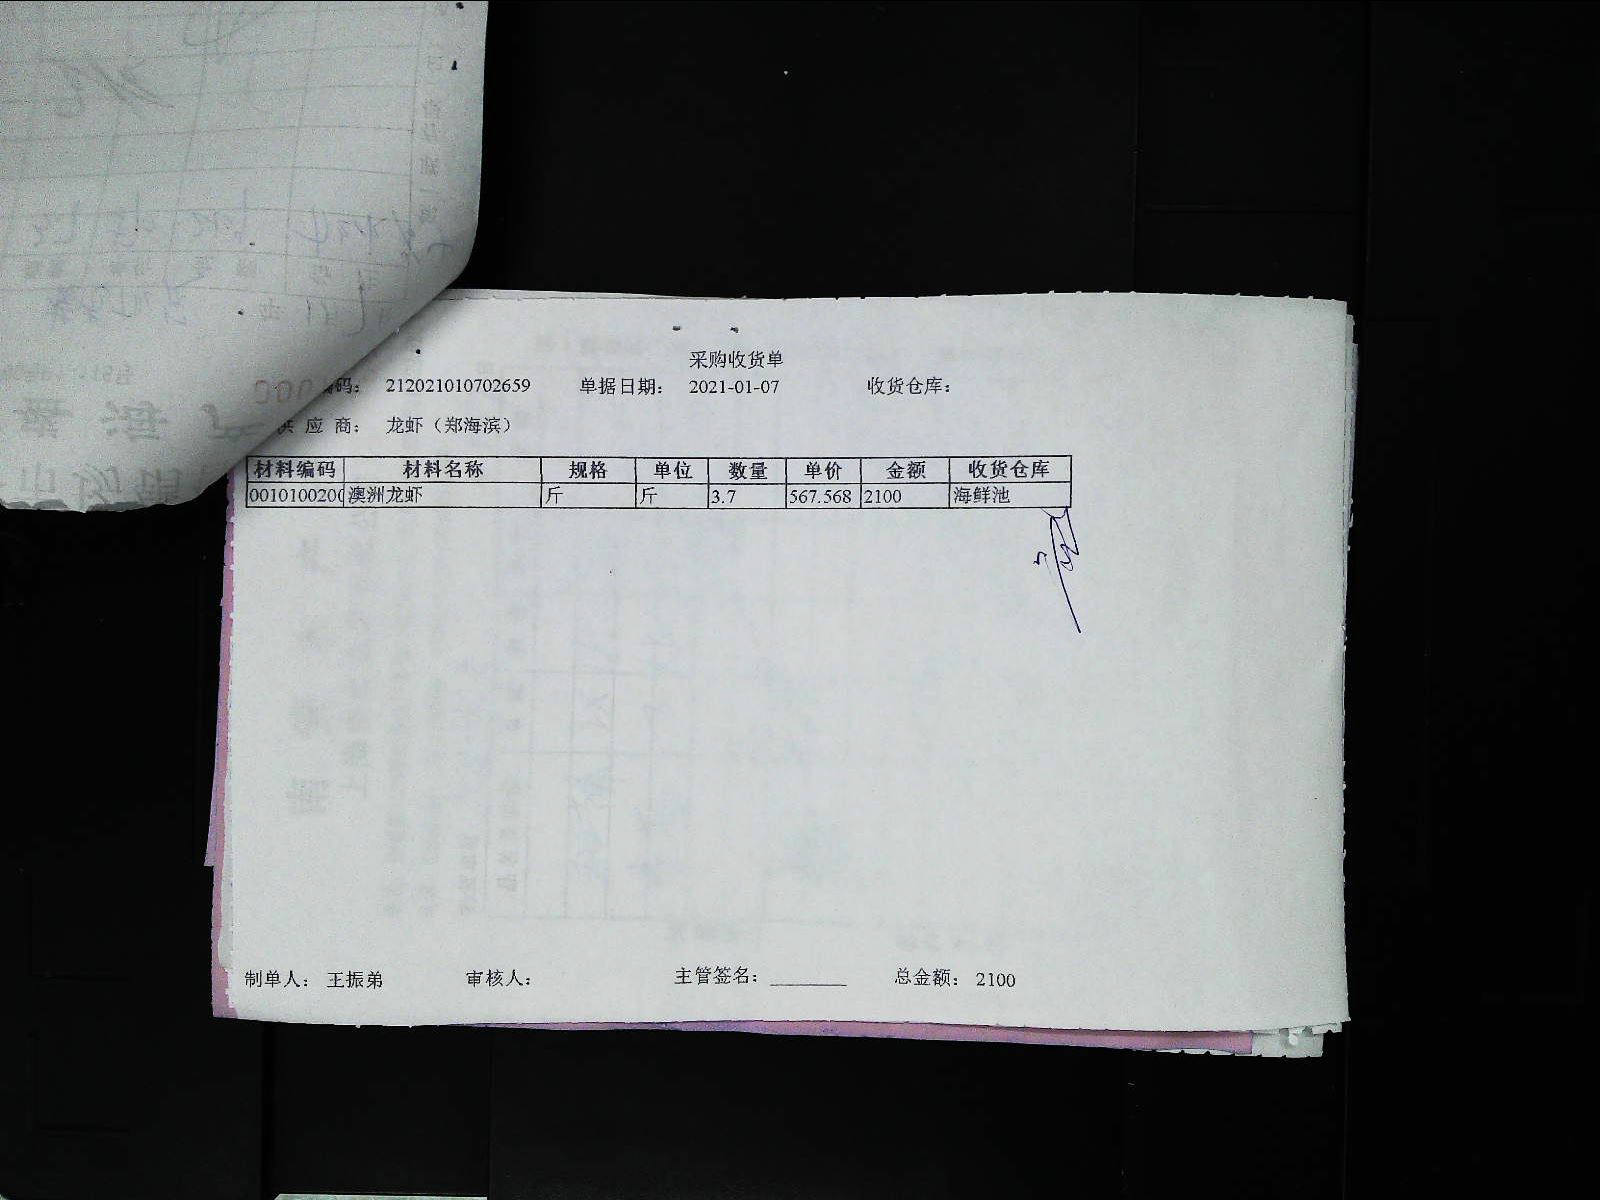 采购收货单
码： 212021010702659 单据日期： 2021-01-07 收货仓库：
供 应 商： 龙虾（郑海滨）
材料编码 材料名称 规格 单位 数量 单价 金额 收货仓库
0010100200 澳洲龙虾 斤 斤 3.7 567.568 2100 海鲜池
制单人： 王振弟 审核人： 主管签名：________ 总金额： 2100